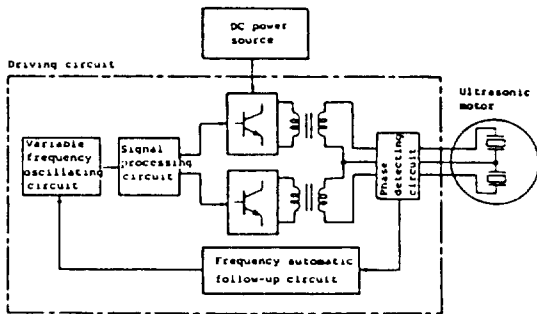 DC power
source
Driving circuit
Ultrasonic
motor
Variable
frequency
oscillating
circuit
Signal
processing
circuit
Phase
detecting
circuit
Frequency automatic
follow-up circuit